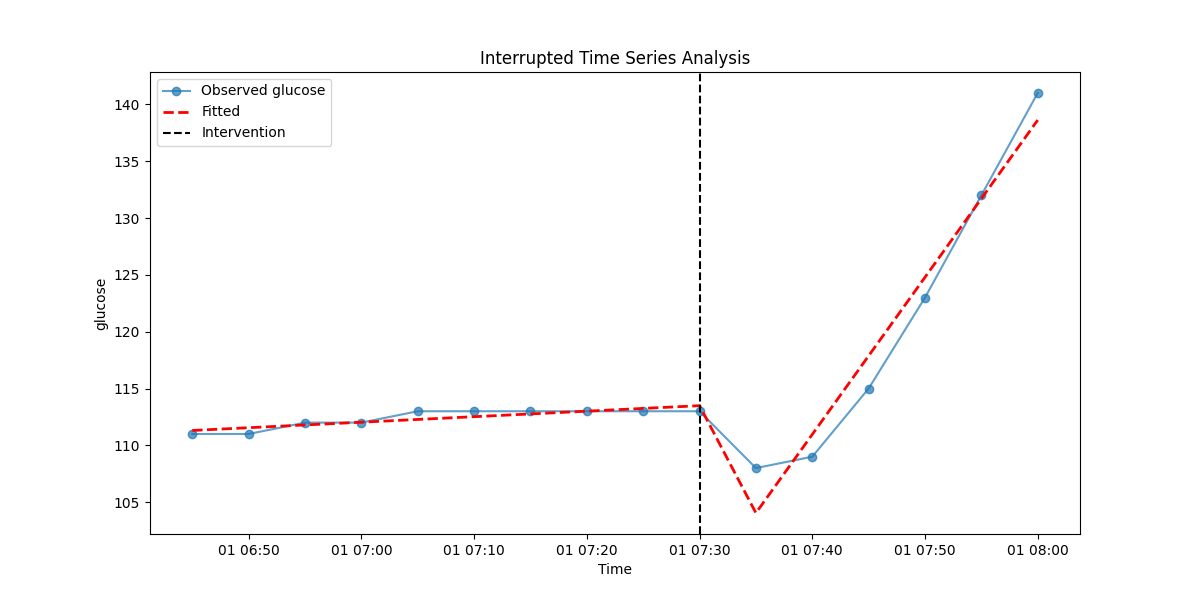 Interrupted Time Series Analysis
Observed glucose
Fitted
Intervention
glucose
140
135
130
125
120
115
110
105
01 06:50 01 07:00 01 07:10 01 07:20 01 07:30 01 07:40 01 07:50 01 08:00
Time